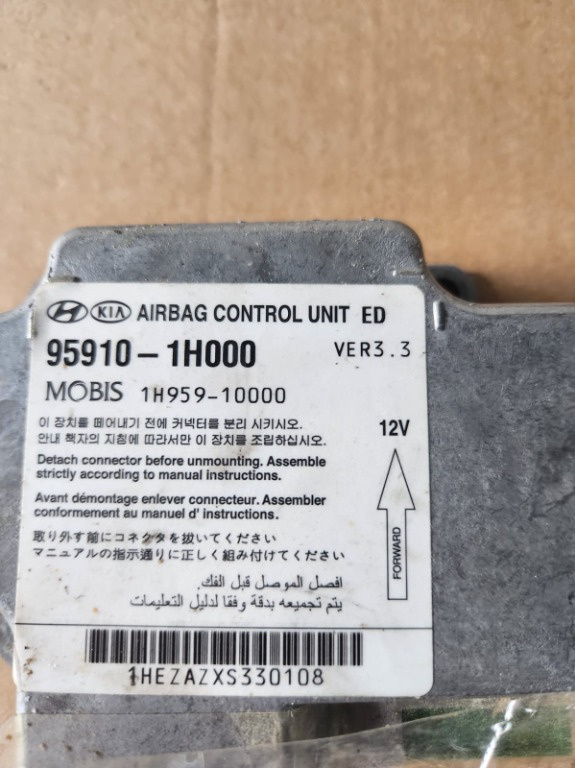 KIA AIRBAG CONTROL UNIT ED
95910-1H000 VER3.3
MOBIS 1H959-10000
이 장치를 떼어내기 전에 커넥터를 분리 시키시오.
안내 책자의 지침에 따라서만 이 장치를 조립하십시오.
12V
Detach connector before unmounting. Assemble
strictly according to manual instructions.
Avant démontage enlever connecteur. Assembler
conformement au manuel d' instructions.
FORWARD
取り外す前にコネクタを抜いてください
マニュアルの指示通りに正しく組み付けてください
افصل الموصل قبل الفك.
يتم تجميعه بدقة وفقا لدليل التعليمات
1HEZAZXS330108